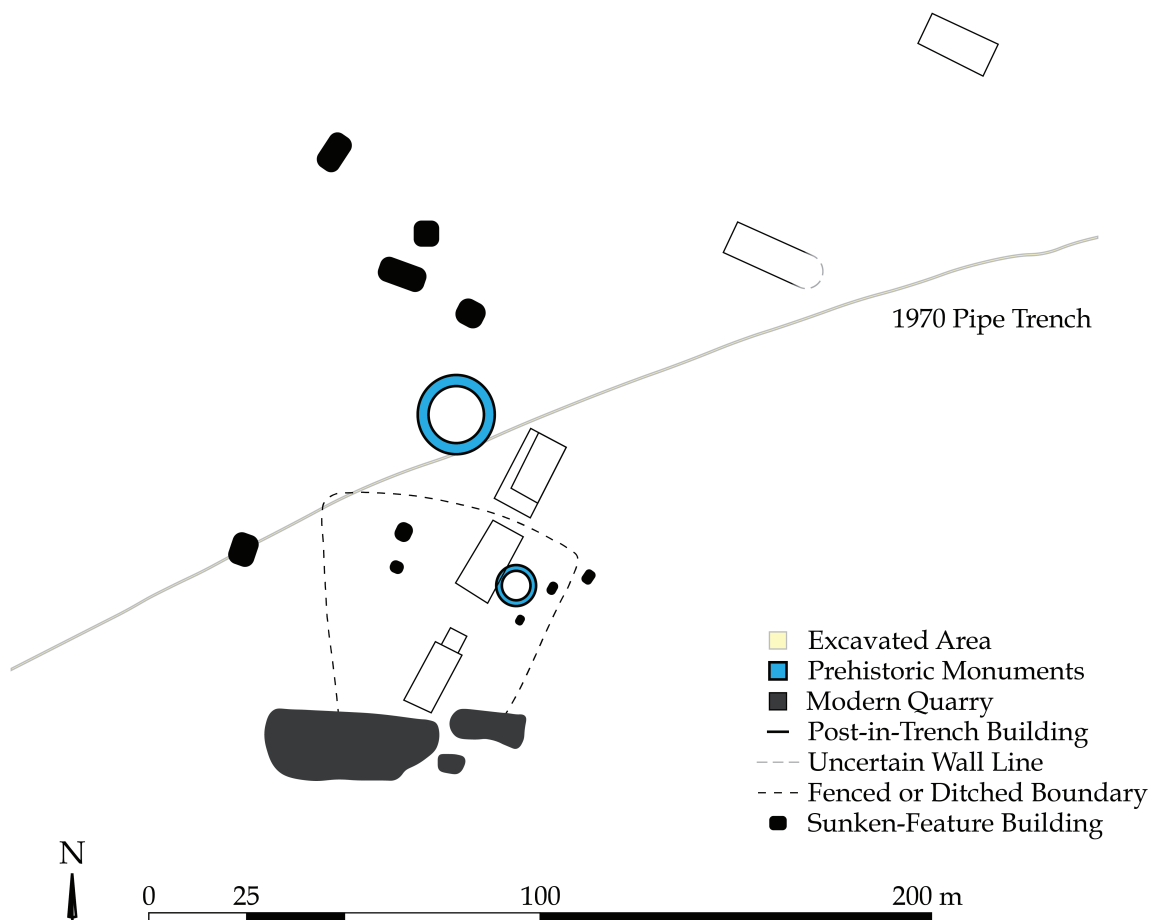 1970 Pipe Trench
Excavated Area
Prehistoric Monuments
Modern Quarry
Post-in-Trench Building
Uncertain Wall Line
Fenced or Ditched Boundary
Sunken-Feature Building
N
0 25 100 200 m